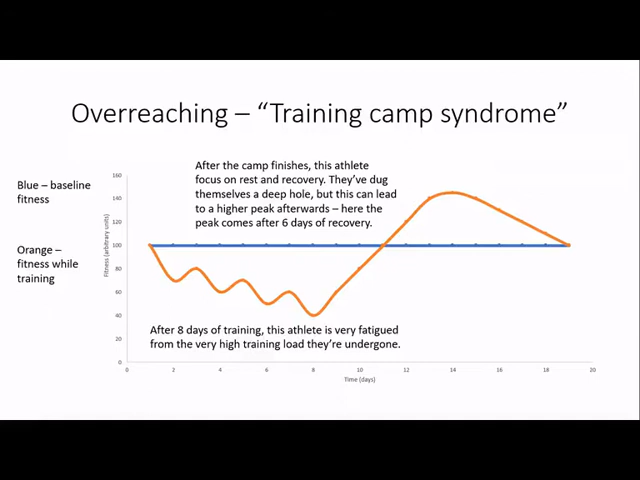 Overreaching – “Training camp syndrome”
After the camp finishes, this athlete
focus on rest and recovery. They’ve dug
themselves a deep hole, but this can lead
to a higher peak afterwards – here the
peak comes after 6 days of recovery.
Blue – baseline
fitness
Orange –
fitness while
training
Fitness (arbitrary units)
160
140
120
100
80
60
40
20
0
After 8 days of training, this athlete is very fatigued
from the very high training load they’re undergone.
0 2 4 6 8 10 12 14 16 18 20
Time (days)